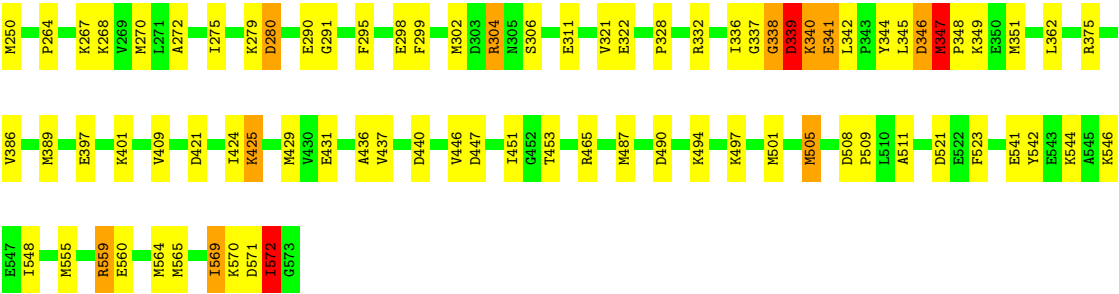 M250 P264 K267 K268 V269 M270 L271 A272 I275 K279 D280 E290 G291 F295 E298 F299 M302 D303 R304 N305 S306 E311 V321 E322 P328 R332 I336 G337 G338 D339 K340 E341 L342 P343 Y344 L345 D346 M347 P348 K349 E350 M351 L362 R375
V386 M389 E397 K401 V409 D421 I424 K425 M429 V430 E431 A436 V437 D440 V446 D447 I451 G452 T453 R465 M487 D490 K494 K497 M501 M505 D508 P509 L510 A511 D521 E522 F523 E541 Y542 E543 K544 A545 K546
E547 I548 M555 R559 E560 M564 M565 I569 K570 D571 I572 G573